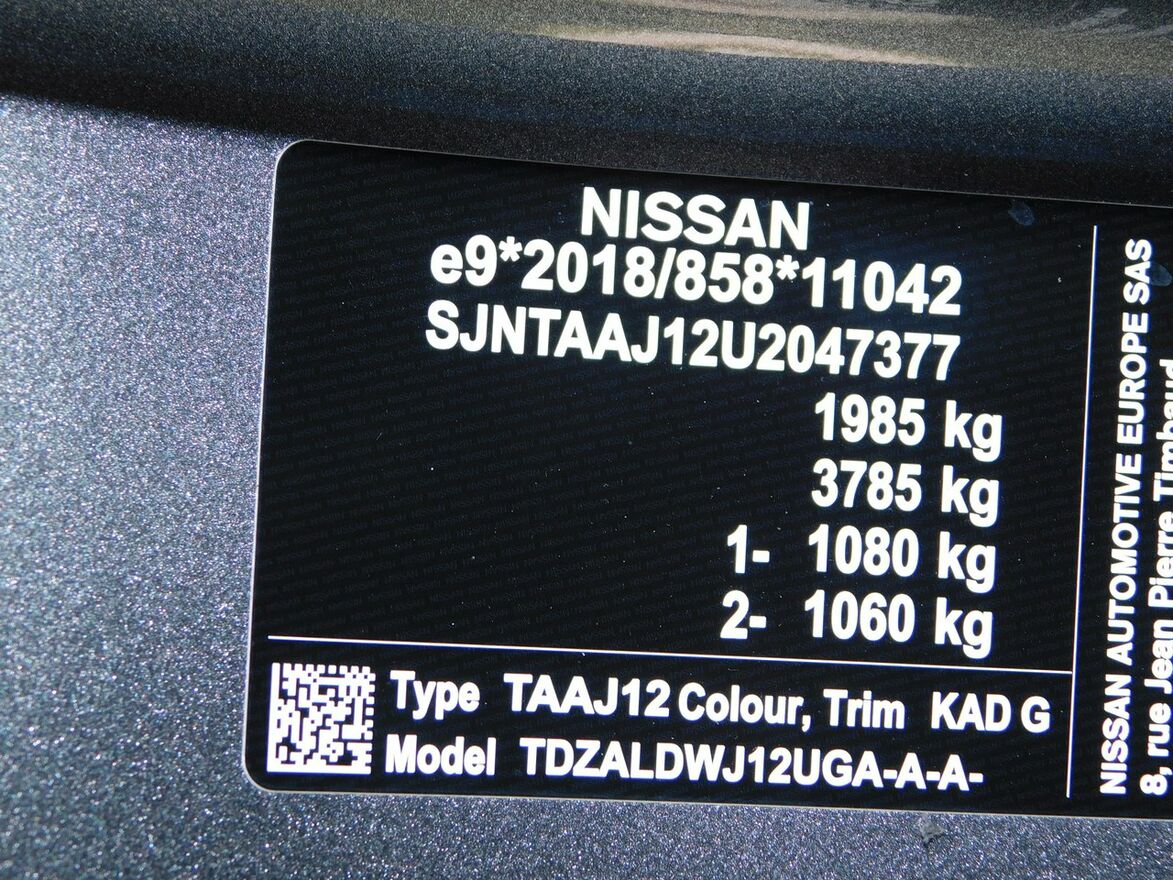 NISSAN
e9*2018/858*11042
SJNTAAJ12U2047377
1985 kg
3785 kg
1- 1080 kg
2- 1060 kg
Type TAAJ12 Colour, Trim KAD G
Model TDZALDWJ12UGA-A-A-
NISSAN AUTOMOTIVE EUROPE SAS
8, rue Jean Pierre Timbaud